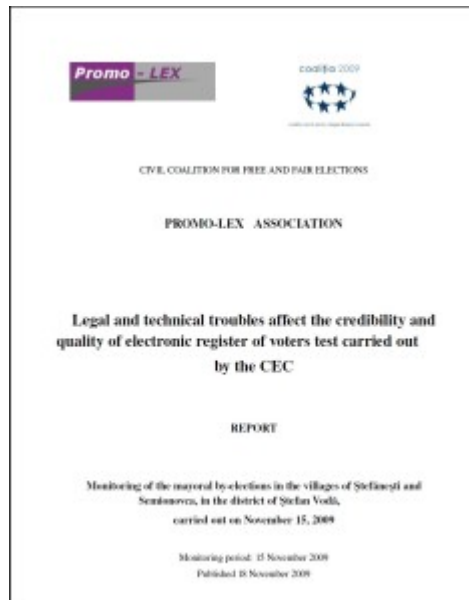 Promo - LEX
coaliția 2009
CIVIL COALITION FOR FREE AND FAIR ELECTIONS
PROMO-LEX ASSOCIATION
Legal and technical troubles affect the credibility and
quality of electronic register of voters test carried out
by the CEC
REPORT
Monitoring of the mayoral by-elections in the villages of Ștefănești and
Semionovca, in the district of Ștefan Vodă,
carried out on November 15, 2009
Monitoring period: 15 November 2009
Published 18 November 2009